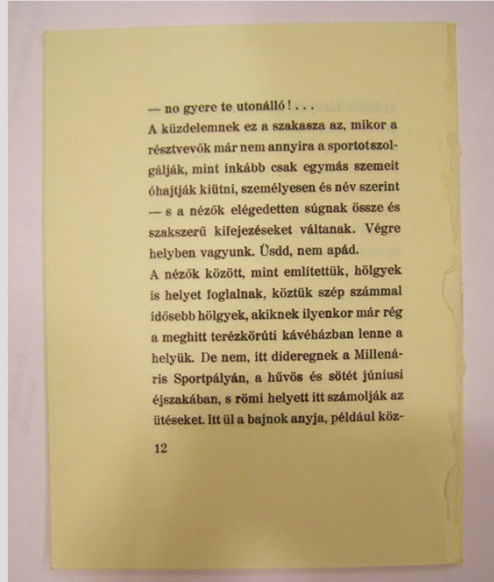 — no gyere te utonálló! . . .
A küzdelemnek ez a szakasza az, mikor a
résztvevők már nem annyira a sportotszol-
gálják, mint inkább csak egymás szemeit
óhajtják kiütni, személyesen és név szerint
— s a nézők elégedetten súgnak össze és
szakszerű kifejezéseket váltanak. Végre
helyben vagyunk. Üsdd, nem apád.
A nézők között, mint említettük, hölgyek
is helyet foglalnak, köztük szép számmal
idősebb hölgyek, akiknek ilyenkor már rég
a meghitt terézkörúti kávéházban lenne a
helyük. De nem, itt dideregnek a Millená-
ris Sportpályán, a hűvös és sötét júniusi
éjszakában, s römi helyett itt számolják az
ütéseket. Itt ül a bajnok anyja, például köz-
12